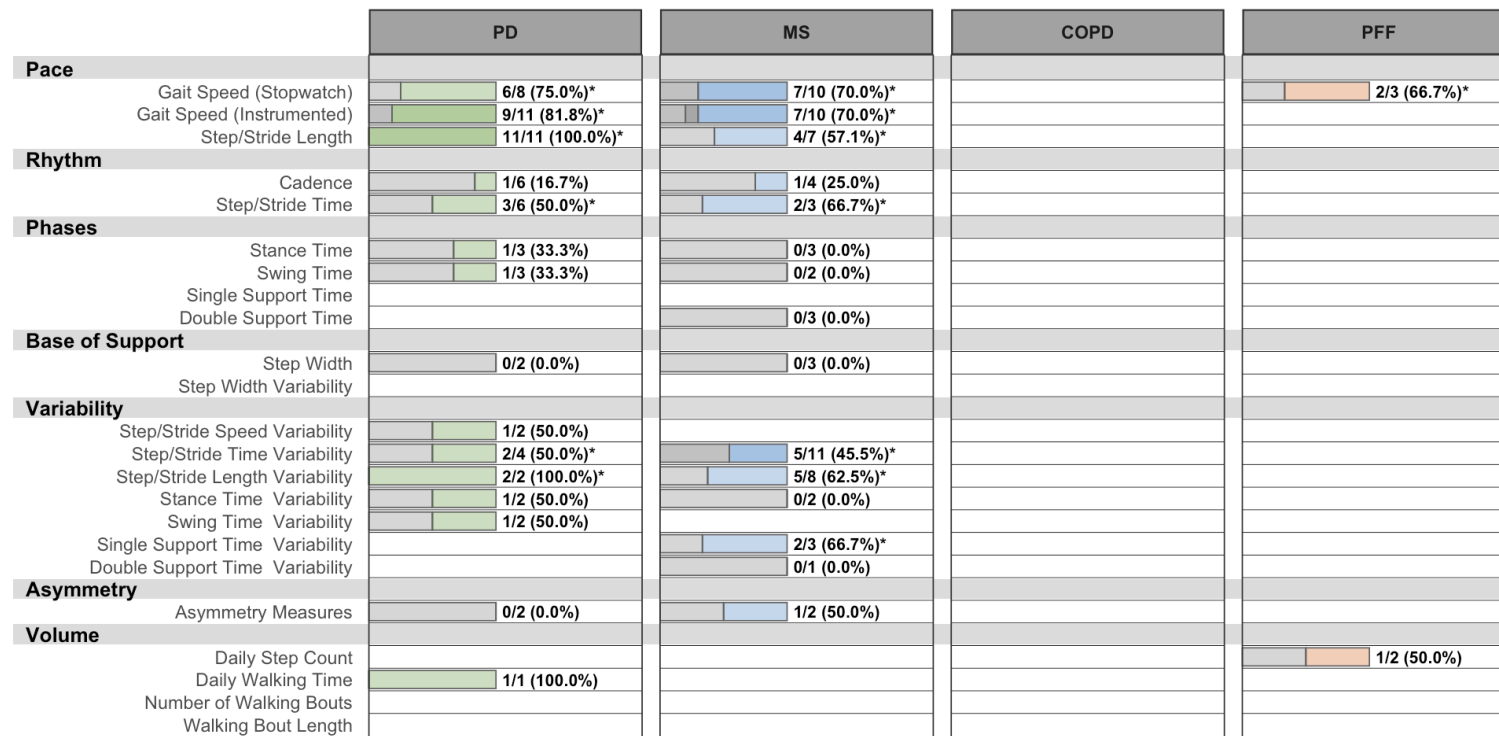 PD MS COPD PFF
Pace
Gait Speed (Stopwatch) 6/8 (75.0%)* 7/10 (70.0%)* 2/3 (66.7%)*
Gait Speed (Instrumented) 9/11 (81.8%)* 7/10 (70.0%)*
Step/Stride Length 11/11 (100.0%)* 4/7 (57.1%)*
Rhythm
Cadence 1/6 (16.7%) 1/4 (25.0%)
Step/Stride Time 3/6 (50.0%)* 2/3 (66.7%)*
Phases
Stance Time 1/3 (33.3%) 0/3 (0.0%)
Swing Time 1/3 (33.3%) 0/2 (0.0%)
Single Support Time
Double Support Time 0/3 (0.0%)
Base of Support
Step Width 0/2 (0.0%) 0/3 (0.0%)
Step Width Variability
Variability
Step/Stride Speed Variability 1/2 (50.0%)
Step/Stride Time Variability 2/4 (50.0%)* 5/11 (45.5%)*
Step/Stride Length Variability 2/2 (100.0%)* 5/8 (62.5%)*
Stance Time Variability 1/2 (50.0%) 0/2 (0.0%)
Swing Time Variability 1/2 (50.0%)
Single Support Time Variability 2/3 (66.7%)*
Double Support Time Variability 0/1 (0.0%)
Asymmetry
Asymmetry Measures 0/2 (0.0%) 1/2 (50.0%)
Volume
Daily Step Count 1/2 (50.0%)
Daily Walking Time 1/1 (100.0%)
Number of Walking Bouts
Walking Bout Length